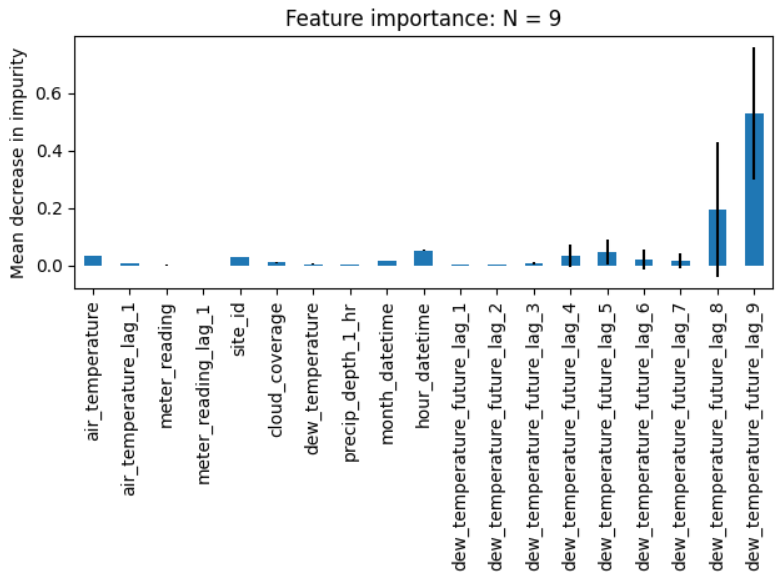 Feature importance: N = 9
Mean decrease in impurity
0.6
0.4
0.2
0.0
air_temperature
air_temperature_lag_1
meter_reading
meter_reading_lag_1
site_id
cloud_coverage
dew_temperature
precip_depth_1_hr
month_datetime
hour_datetime
dew_temperature_future_lag_1
dew_temperature_future_lag_2
dew_temperature_future_lag_3
dew_temperature_future_lag_4
dew_temperature_future_lag_5
dew_temperature_future_lag_6
dew_temperature_future_lag_7
dew_temperature_future_lag_8
dew_temperature_future_lag_9